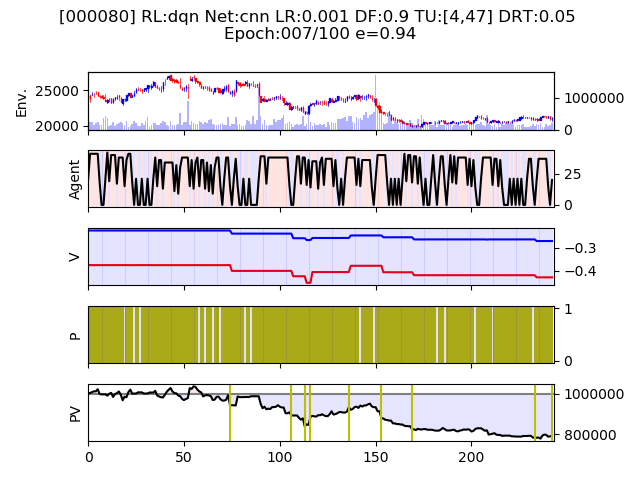 [000080] RL:dqn Net:cnn LR:0.001 DF:0.9 TU:[4,47] DRT:0.05
Epoch:007/100 e=0.94
Env.
25000
20000
1000000
0
Agent
25
0
V
−0.3
−0.4
P
1
0
PV
1000000
800000
0 50 100 150 200